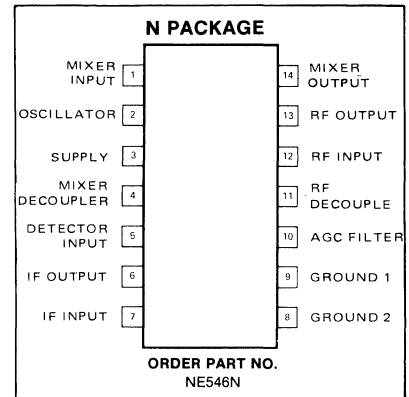 N PACKAGE
MIXER
INPUT
1
14
MIXER
OUTPUT
OSCILLATOR
2
13
RF OUTPUT
SUPPLY
3
12
RF INPUT
MIXER
DECOUPLER
4
11
RF
DECOUPLE
DETECTOR
INPUT
5
10
AGC FILTER
IF OUTPUT
6
9
GROUND 1
IF INPUT
7
8
GROUND 2
ORDER PART NO.
NE546N